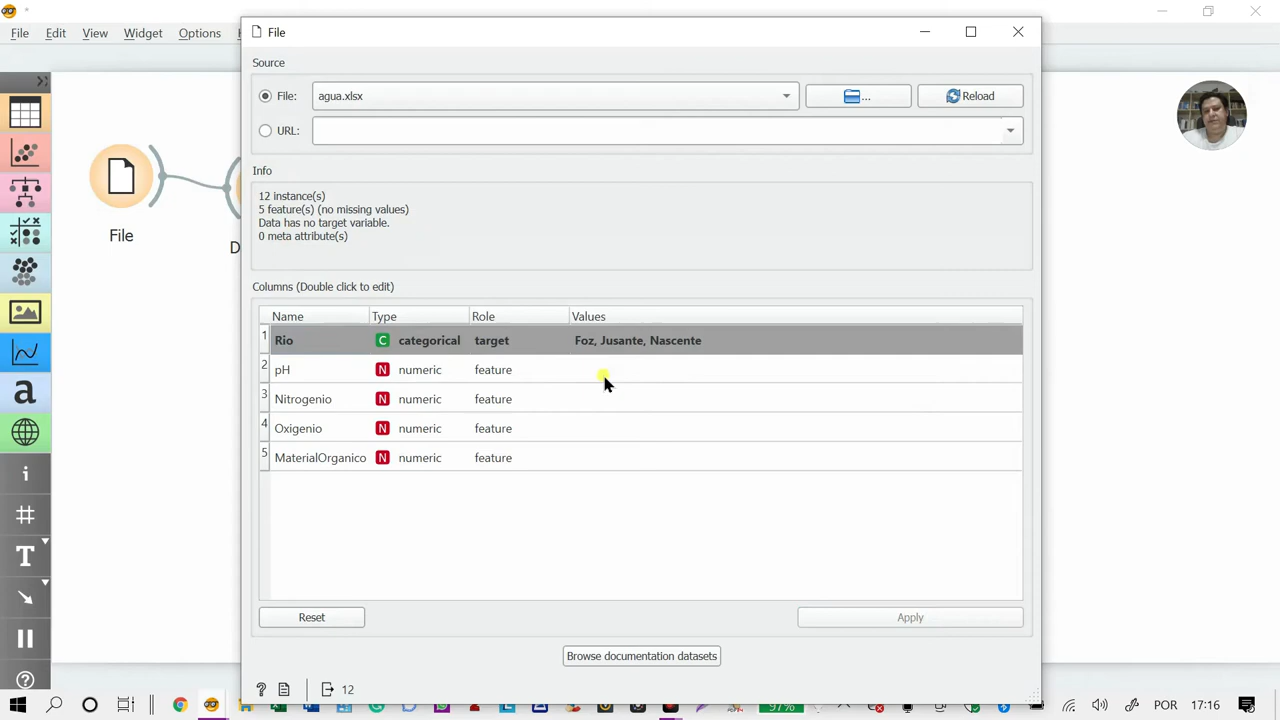 File Edit View Widget Options
File
Source
File: agua.xlsx ... Reload
URL:
Info
12 instance(s)
5 feature(s) (no missing values)
Data has no target variable.
0 meta attribute(s)
Columns (Double click to edit)
Name Type Role Values
1 Rio C categorical target Foz, Jusante, Nascente
2 pH N numeric feature
3 Nitrogenio N numeric feature
4 Oxigenio N numeric feature
5 MaterialOrganico N numeric feature
Reset Apply
Browse documentation datasets
? 12
File
D
a
i
#
T
?
97% POR 17:16